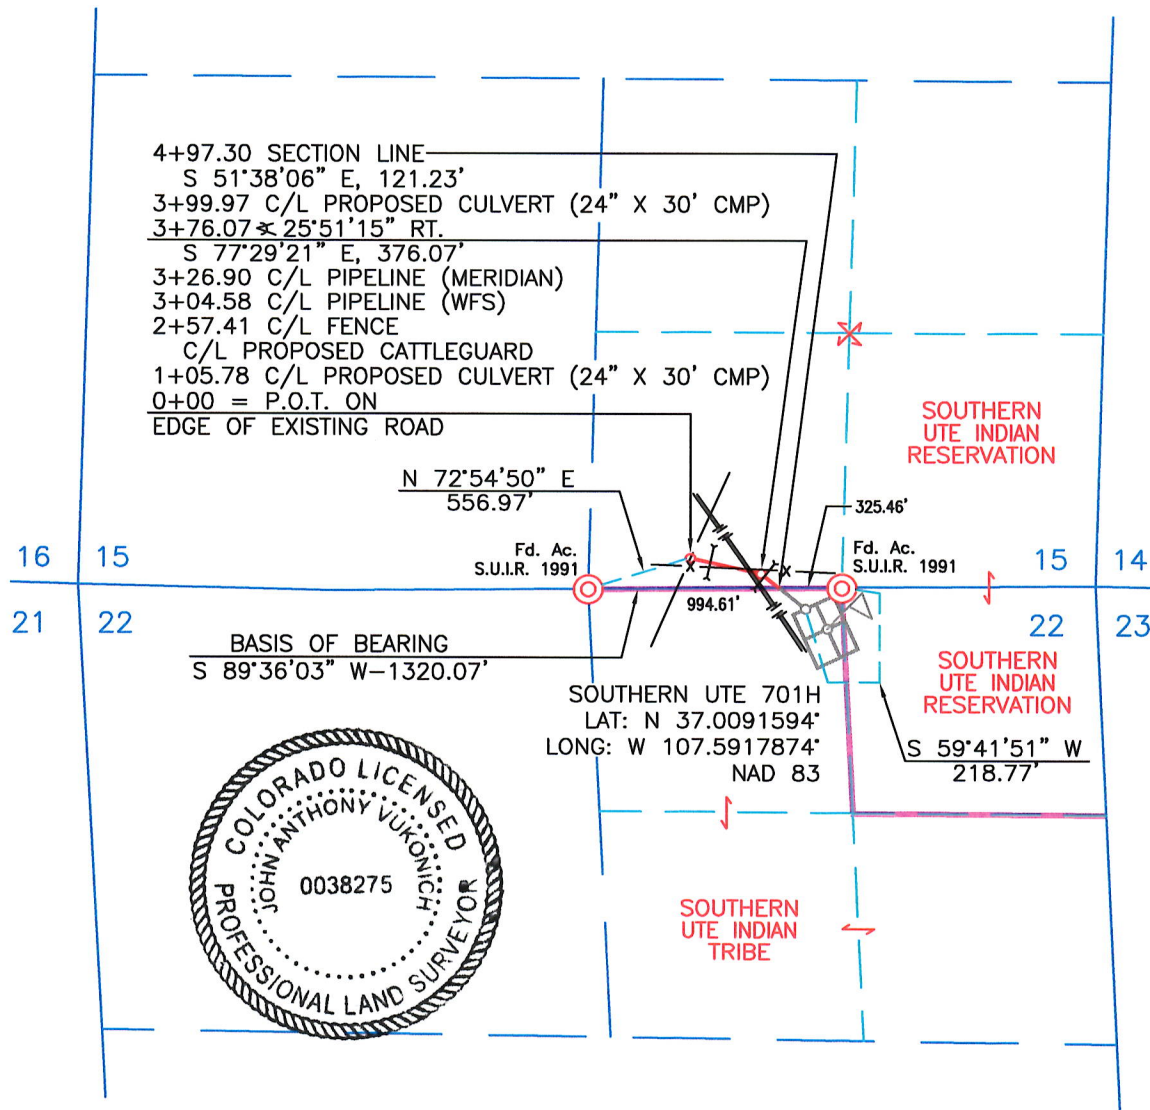 4+97.30 SECTION LINE
S 51°38'06" E, 121.23'
3+99.97 C/L PROPOSED CULVERT (24" X 30' CMP)
3+76.07 ∢ 25°51'15" RT.
S 77°29'21" E, 376.07'
3+26.90 C/L PIPELINE (MERIDIAN)
3+04.58 C/L PIPELINE (WFS)
2+57.41 C/L FENCE
C/L PROPOSED CATTLEGUARD
1+05.78 C/L PROPOSED CULVERT (24" X 30' CMP)
0+00 = P.O.T. ON
EDGE OF EXISTING ROAD
SOUTHERN
UTE INDIAN
RESERVATION
N 72°54'50" E
556.97'
325.46'
16 15
Fd. Ac.
S.U.I.R. 1991
Fd. Ac.
S.U.I.R. 1991
15 14
994.61'
21 22
22 23
BASIS OF BEARING
S 89°36'03" W-1320.07'
SOUTHERN
UTE INDIAN
RESERVATION
SOUTHERN UTE 701H
LAT: N 37.0091594°
LONG: W 107.5917874°
NAD 83
S 59°41'51" W
218.77'
COLORADO LICENSED
JOHN ANTHONY VUKONICH
0038275
PROFESSIONAL LAND SURVEYOR
SOUTHERN
UTE INDIAN
TRIBE